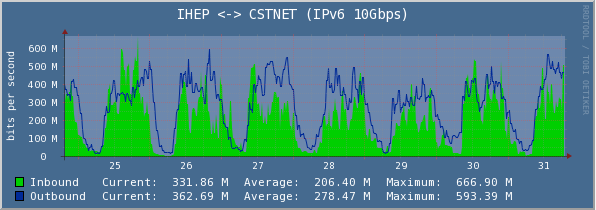 IHEP <-> CSTNET (IPv6 10Gbps)
RRDTOOL / TOBI OETIKER
bits per second
600 M
500 M
400 M
300 M
200 M
100 M
0
25 26 27 28 29 30 31
Inbound Current: 331.86 M Average: 206.40 M Maximum: 666.90 M
Outbound Current: 362.69 M Average: 278.47 M Maximum: 593.39 M